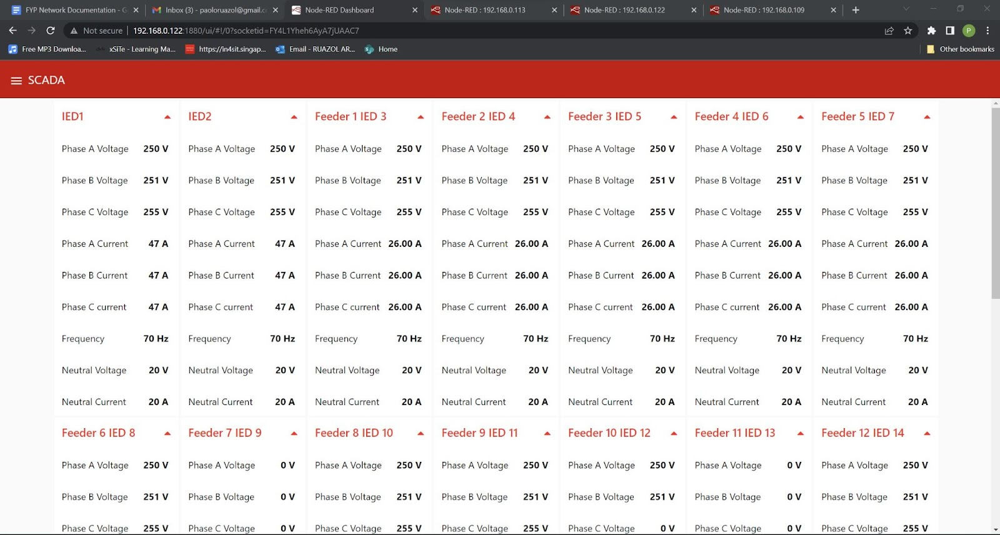 FYP Network Documentation - G
Inbox (3) - paoloruazol@gmail.c
Node-RED Dashboard
Node-RED : 192.168.0.113
Node-RED : 192.168.0.122
Node-RED : 192.168.0.109
Not secure 192.168.0.122:1880/ui/#!/0?socketid=FY4L1Yheh6AyA7jUAAC7
P
Free MP3 Downloa... xSiTe - Learning Ma... https://in4sit.singap... Email - RUAZOL AR... Home Other bookmarks
SCADA
IED1 IED2 Feeder 1 IED 3 Feeder 2 IED 4 Feeder 3 IED 5 Feeder 4 IED 6 Feeder 5 IED 7
Phase A Voltage 250 V Phase A Voltage 250 V Phase A Voltage 250 V Phase A Voltage 250 V Phase A Voltage 250 V Phase A Voltage 250 V Phase A Voltage 250 V
Phase B Voltage 251 V Phase B Voltage 251 V Phase B Voltage 251 V Phase B Voltage 251 V Phase B Voltage 251 V Phase B Voltage 251 V Phase B Voltage 251 V
Phase C Voltage 255 V Phase C Voltage 255 V Phase C Voltage 255 V Phase C Voltage 255 V Phase C Voltage 255 V Phase C Voltage 255 V Phase C Voltage 255 V
Phase A Current 47 A Phase A Current 47 A Phase A Current 26.00 A Phase A Current 26.00 A Phase A Current 26.00 A Phase A Current 26.00 A Phase A Current 26.00 A
Phase B Current 47 A Phase B Current 47 A Phase B Current 26.00 A Phase B Current 26.00 A Phase B Current 26.00 A Phase B Current 26.00 A Phase B Current 26.00 A
Phase C current 47 A Phase C current 47 A Phase C current 26.00 A Phase C current 26.00 A Phase C current 26.00 A Phase C current 26.00 A Phase C current 26.00 A
Frequency 70 Hz Frequency 70 Hz Frequency 70 Hz Frequency 70 Hz Frequency 70 Hz Frequency 70 Hz Frequency 70 Hz
Neutral Voltage 20 V Neutral Voltage 20 V Neutral Voltage 20 V Neutral Voltage 20 V Neutral Voltage 20 V Neutral Voltage 20 V Neutral Voltage 20 V
Neutral Current 20 A Neutral Current 20 A Neutral Current 20 A Neutral Current 20 A Neutral Current 20 A Neutral Current 20 A Neutral Current 20 A
Feeder 6 IED 8 Feeder 7 IED 9 Feeder 8 IED 10 Feeder 9 IED 11 Feeder 10 IED 12 Feeder 11 IED 13 Feeder 12 IED 14
Phase A Voltage 250 V Phase A Voltage 0 V Phase A Voltage 250 V Phase A Voltage 250 V Phase A Voltage 250 V Phase A Voltage 0 V Phase A Voltage 250 V
Phase B Voltage 251 V Phase B Voltage 0 V Phase B Voltage 251 V Phase B Voltage 251 V Phase B Voltage 251 V Phase B Voltage 0 V Phase B Voltage 251 V
Phase C Voltage 255 V Phase C Voltage 0 V Phase C Voltage 255 V Phase C Voltage 255 V Phase C Voltage 0 V Phase C Voltage 0 V Phase C Voltage 255 V